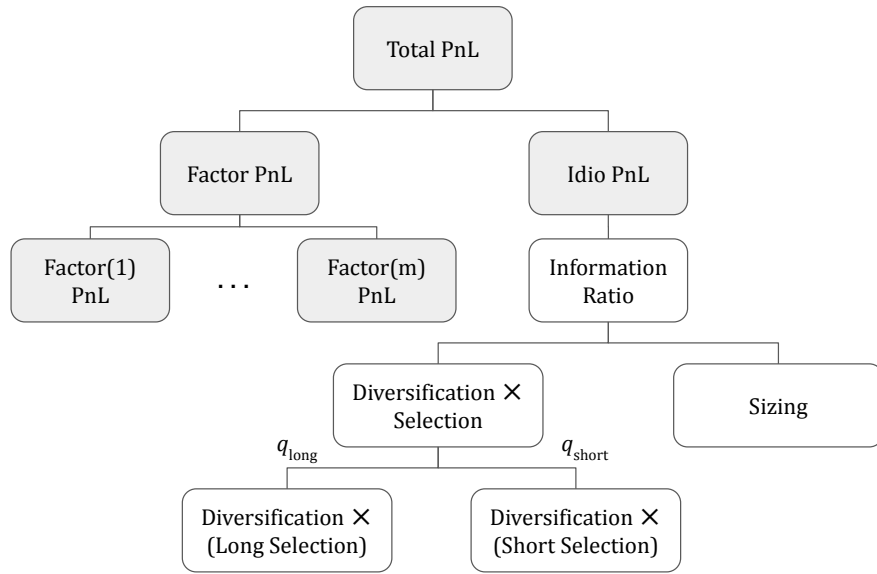 Total PnL
Factor PnL
Idio PnL
Factor(1)
PnL
...
Factor(m)
PnL
Information
Ratio
Diversification ×
Selection
Sizing
q_long
q_short
Diversification ×
(Long Selection)
Diversification ×
(Short Selection)